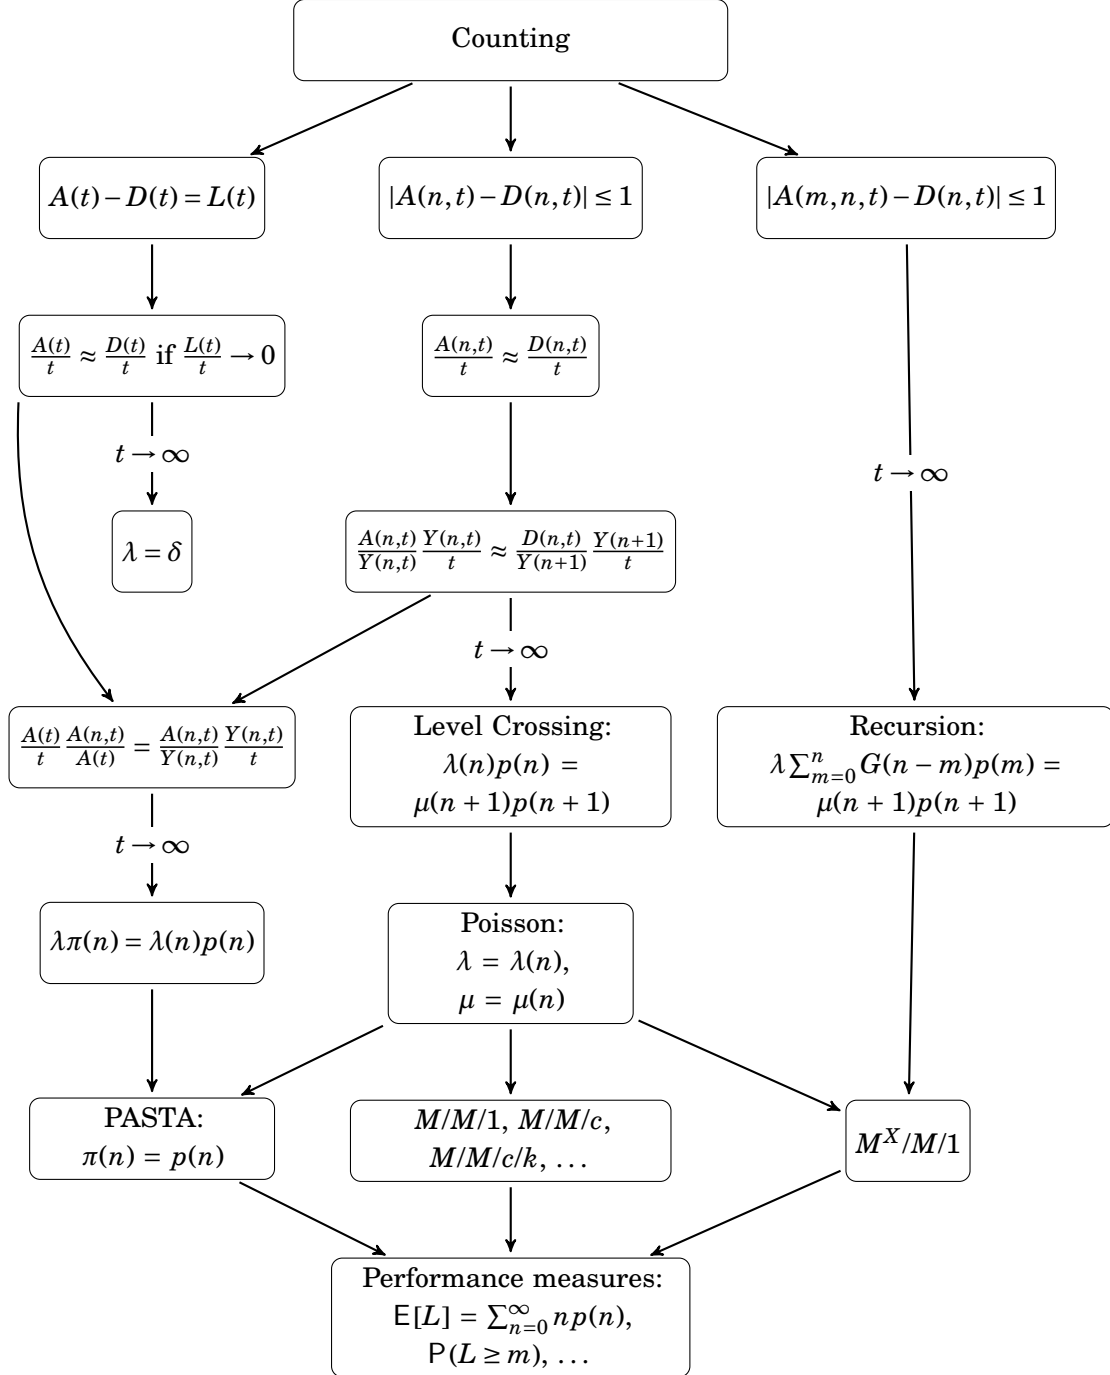 Counting
A(t) − D(t) = L(t)
|A(n, t) − D(n, t)| ≤ 1
|A(m, n, t) − D(n, t)| ≤ 1
A(t)/t ≈ D(t)/t if L(t)/t → 0
A(n,t)/t ≈ D(n,t)/t
t → ∞
t → ∞
λ = δ
A(n,t)/Y(n,t) Y(n,t)/t ≈ D(n,t)/Y(n+1) Y(n+1)/t
t → ∞
A(t)/t A(n,t)/A(t) = A(n,t)/Y(n,t) Y(n,t)/t
Level Crossing:
λ(n)p(n) =
μ(n + 1)p(n + 1)
Recursion:
λ∑_{m=0}^{n} G(n − m)p(m) =
μ(n + 1)p(n + 1)
t → ∞
λπ(n) = λ(n)p(n)
Poisson:
λ = λ(n),
μ = μ(n)
PASTA:
π(n) = p(n)
M/M/1, M/M/c,
M/M/c/k, …
M^X/M/1
Performance measures:
E[L] = ∑_{n=0}^{∞} np(n),
P(L ≥ m), …